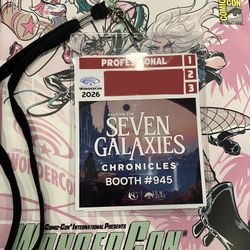 PROFESSIONAL
1
2
3
WONDERCON
2026
explore the
SEVEN
GALAXIES
CHRONICLES
BOOTH #945
COMIC-CON INTERNATIONAL PRESENTS
WONDERCON